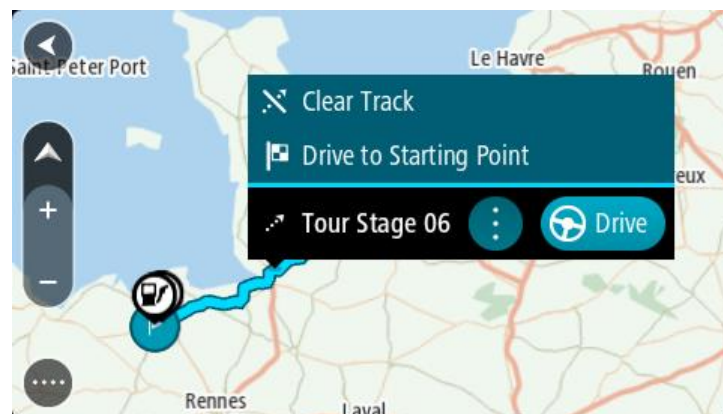 Saint Peter Port
Le Havre
Rouen
Clear Track
Drive to Starting Point
eux
Tour Stage 06
Drive
+
-
Rennes
Laval